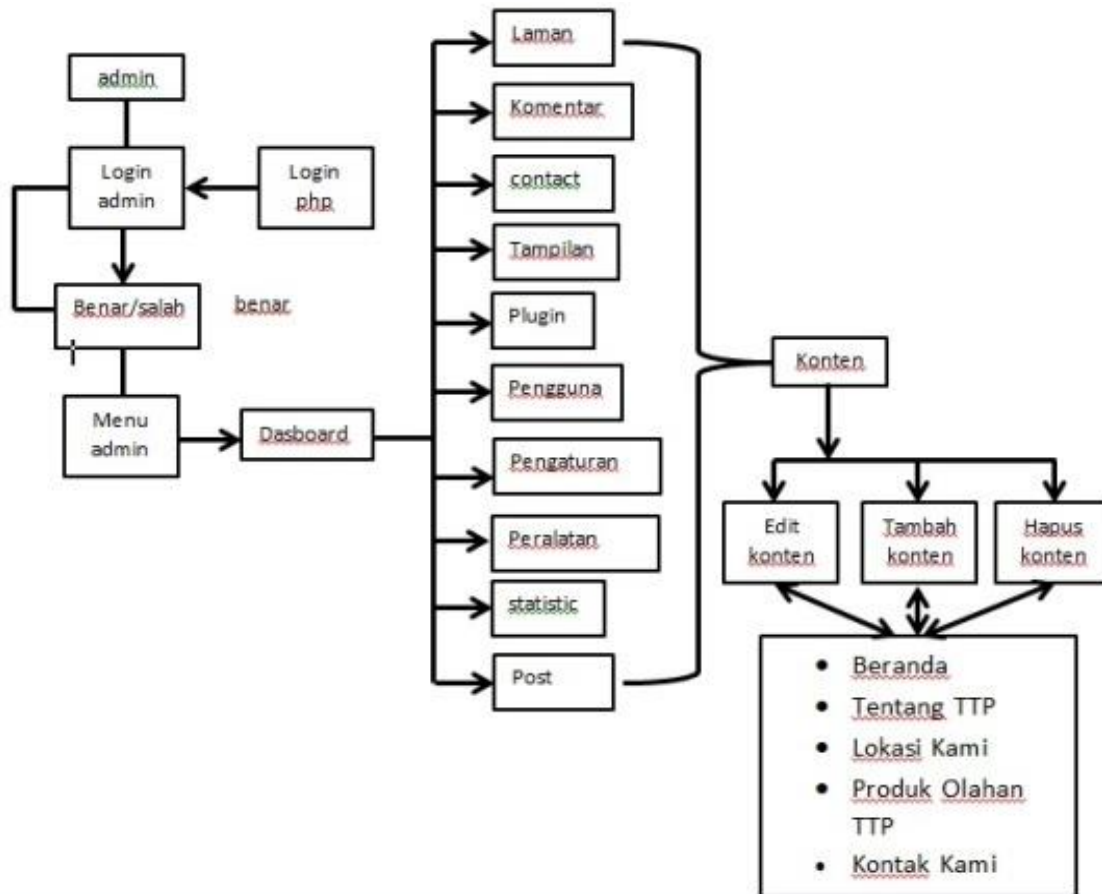 admin
Login
admin
Login
php
Benar/salah
benar
Menu
admin
Dasboard
Laman
Komentar
contact
Tampilan
Plugin
Pengguna
Pengaturan
Peralatan
statistic
Post
Konten
Edit
konten
Tambah
konten
Hapus
konten
• Beranda
• Tentang TTP
• Lokasi Kami
• Produk Olahan
TTP
• Kontak Kami